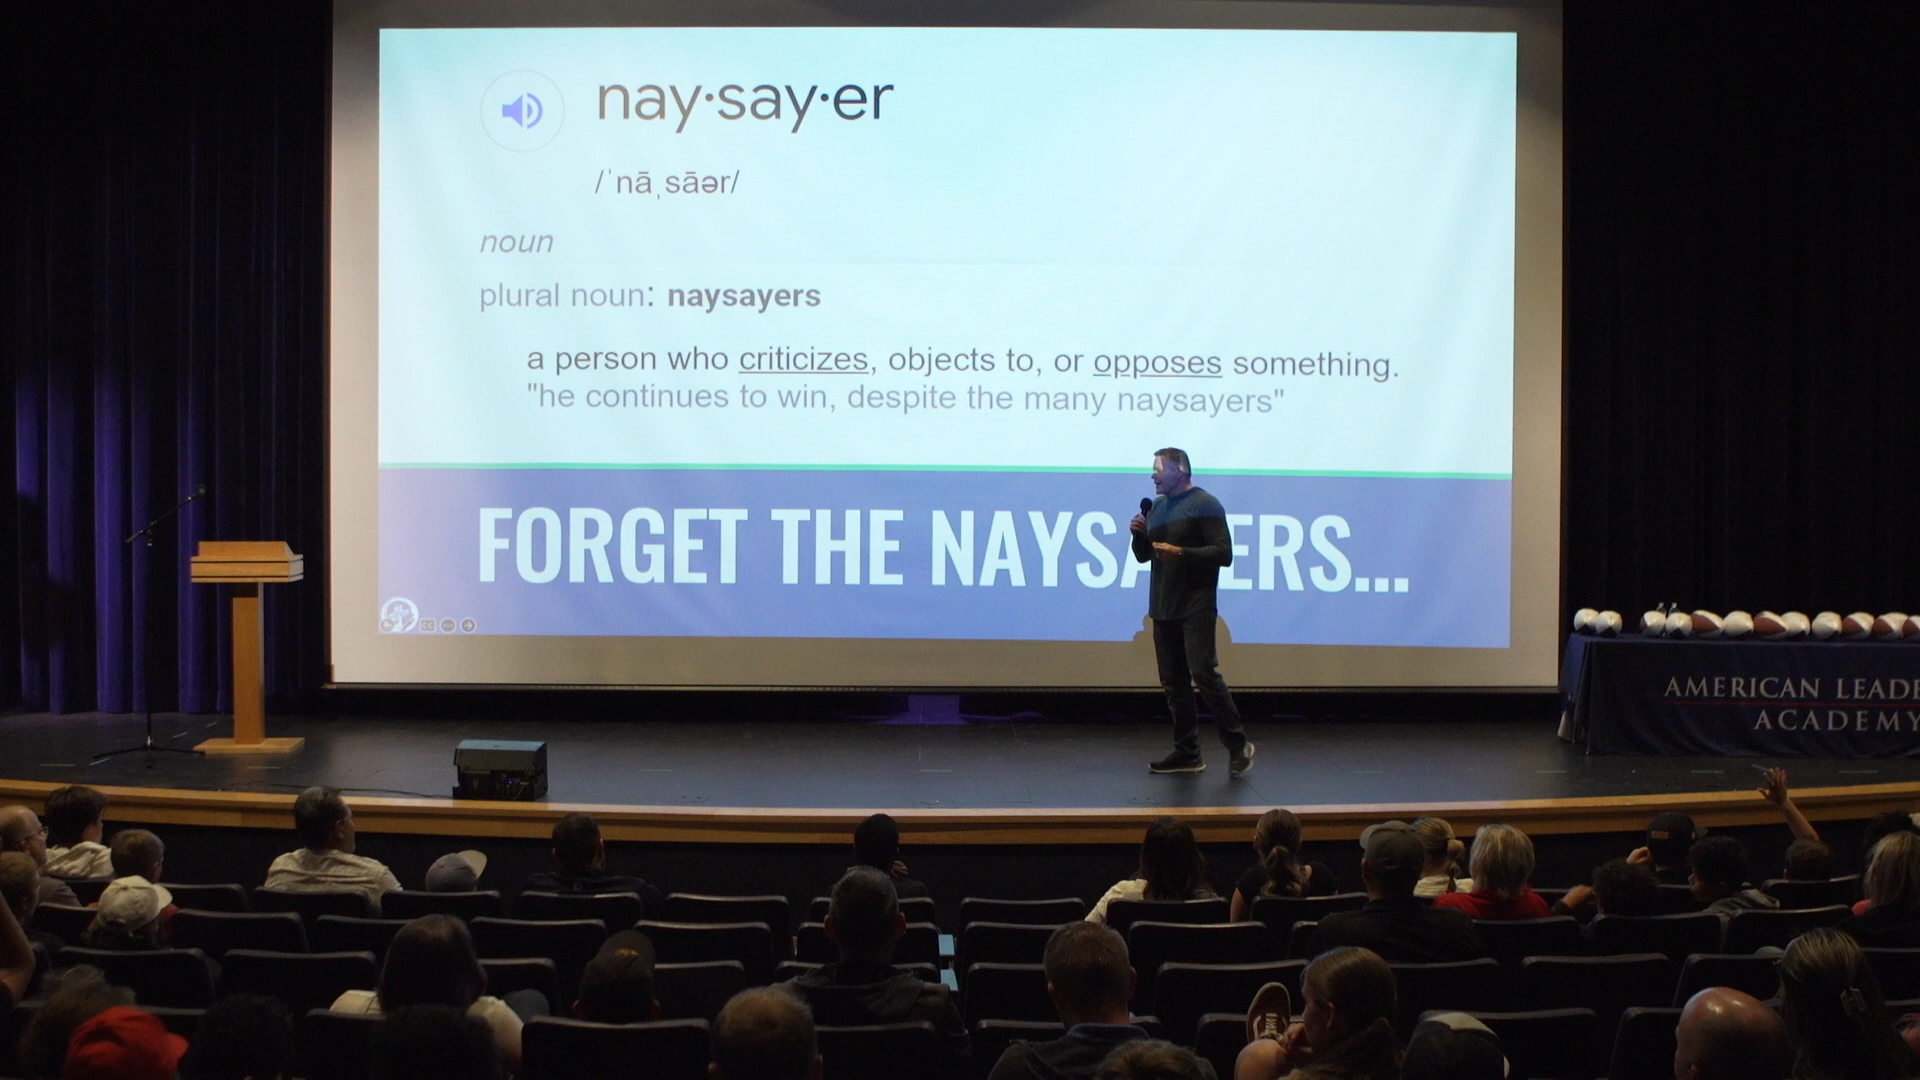 nay·say·er
/ˈnāˌsāər/
noun
plural noun: naysayers
a person who criticizes, objects to, or opposes something.
"he continues to win, despite the many naysayers"
FORGET THE NAYSA ERS...
CC
AMERICAN LEADE
ACADEMY